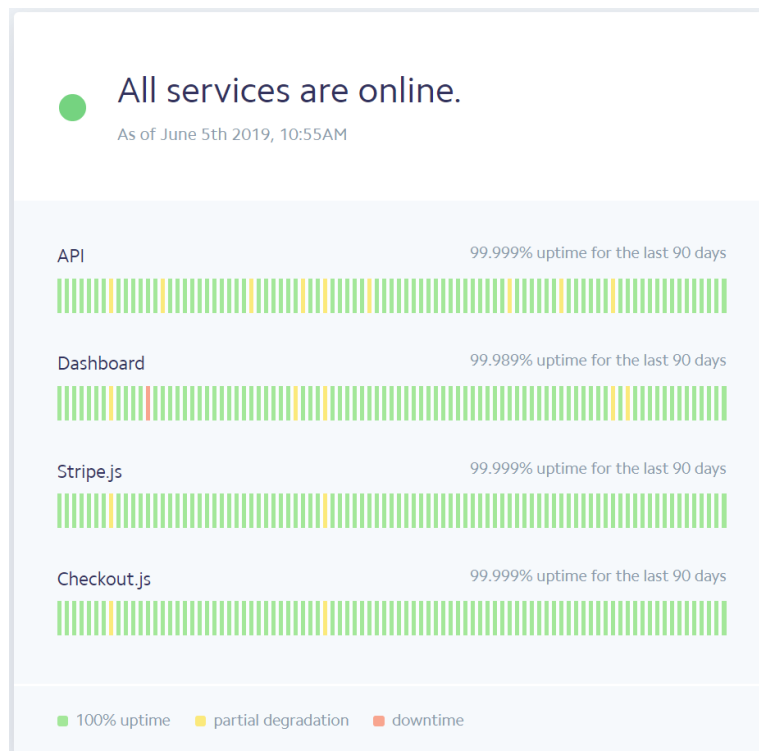 All services are online.
As of June 5th 2019, 10:55AM
API 99.999% uptime for the last 90 days
Dashboard 99.989% uptime for the last 90 days
Stripe.js 99.999% uptime for the last 90 days
Checkout.js 99.999% uptime for the last 90 days
100% uptime partial degradation downtime